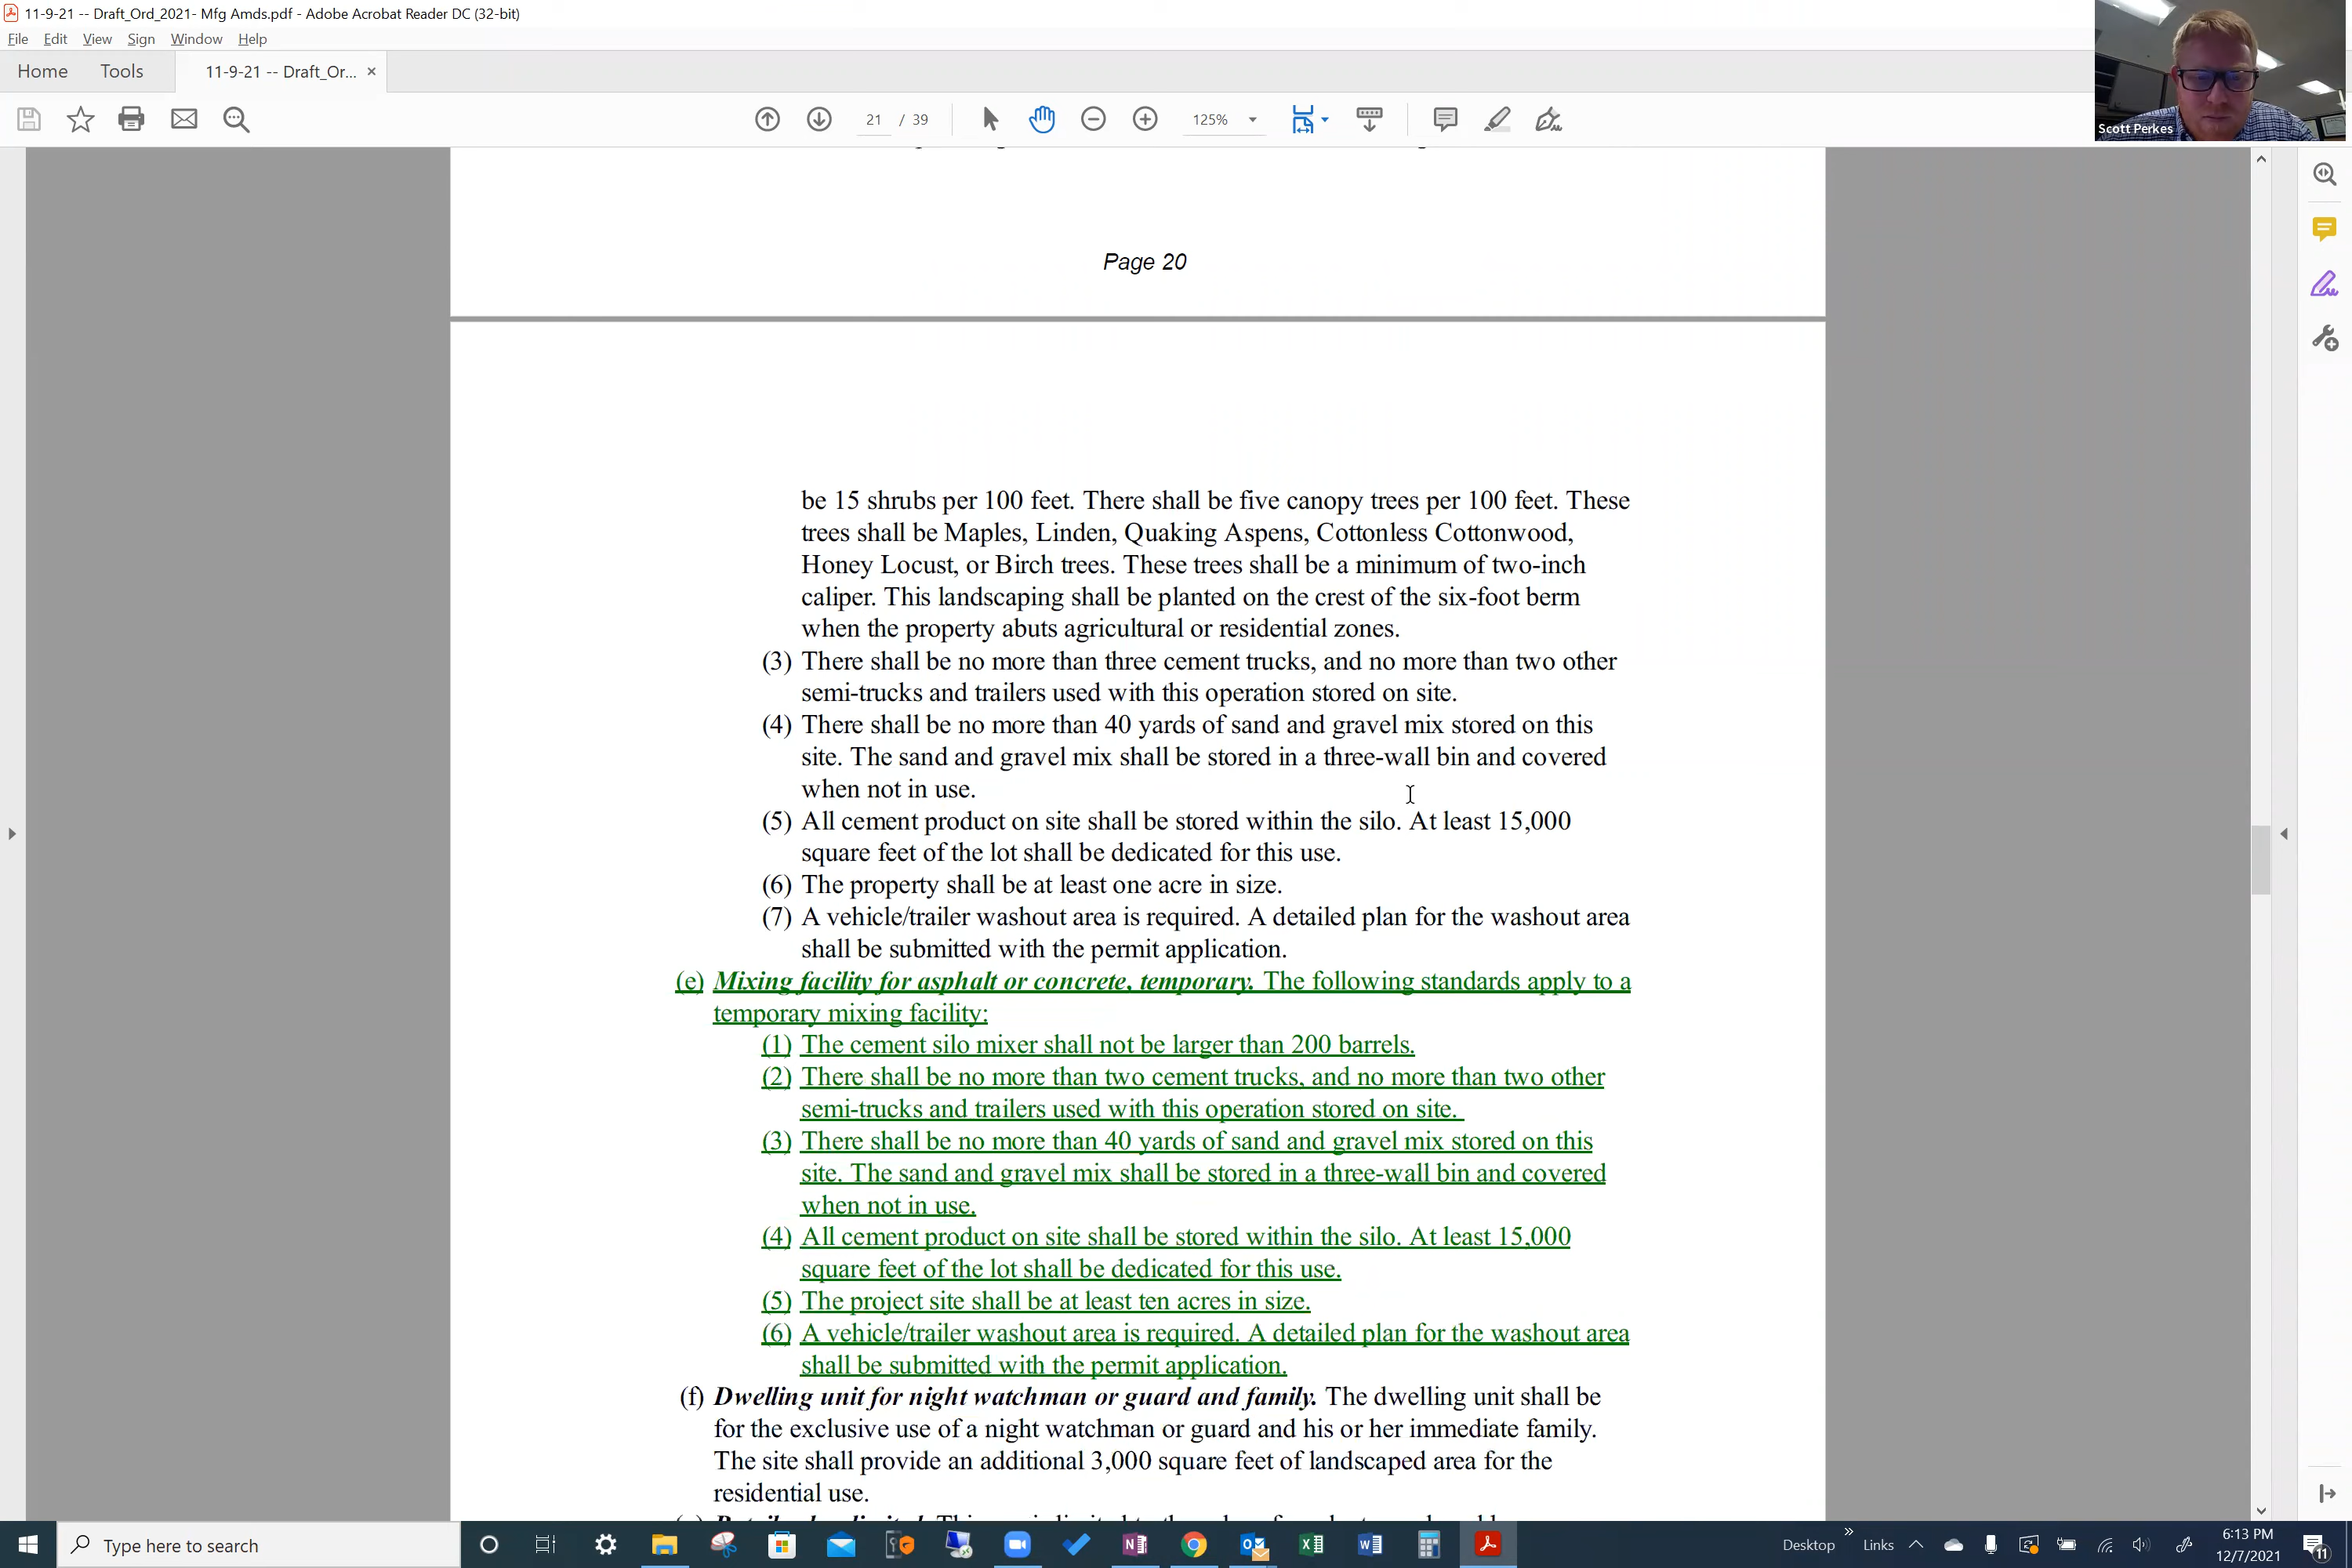 11-9-21 -- Draft_Ord_2021- Mfg Amds.pdf - Adobe Acrobat Reader DC (32-bit)
File Edit View Sign Window Help
Home Tools 11-9-21 -- Draft_Or... ×
21 / 39 125%
Scott Perkes
Page 20
be 15 shrubs per 100 feet. There shall be five canopy trees per 100 feet. These
trees shall be Maples, Linden, Quaking Aspens, Cottonless Cottonwood,
Honey Locust, or Birch trees. These trees shall be a minimum of two-inch
caliper. This landscaping shall be planted on the crest of the six-foot berm
when the property abuts agricultural or residential zones.
(3) There shall be no more than three cement trucks, and no more than two other
semi-trucks and trailers used with this operation stored on site.
(4) There shall be no more than 40 yards of sand and gravel mix stored on this
site. The sand and gravel mix shall be stored in a three-wall bin and covered
when not in use.
(5) All cement product on site shall be stored within the silo. At least 15,000
square feet of the lot shall be dedicated for this use.
(6) The property shall be at least one acre in size.
(7) A vehicle/trailer washout area is required. A detailed plan for the washout area
shall be submitted with the permit application.
(e) Mixing facility for asphalt or concrete, temporary. The following standards apply to a
temporary mixing facility:
(1) The cement silo mixer shall not be larger than 200 barrels.
(2) There shall be no more than two cement trucks, and no more than two other
semi-trucks and trailers used with this operation stored on site.
(3) There shall be no more than 40 yards of sand and gravel mix stored on this
site. The sand and gravel mix shall be stored in a three-wall bin and covered
when not in use.
(4) All cement product on site shall be stored within the silo. At least 15,000
square feet of the lot shall be dedicated for this use.
(5) The project site shall be at least ten acres in size.
(6) A vehicle/trailer washout area is required. A detailed plan for the washout area
shall be submitted with the permit application.
(f) Dwelling unit for night watchman or guard and family. The dwelling unit shall be
for the exclusive use of a night watchman or guard and his or her immediate family.
The site shall provide an additional 3,000 square feet of landscaped area for the
residential use.
Type here to search
Desktop » Links
6:13 PM
12/7/2021
11